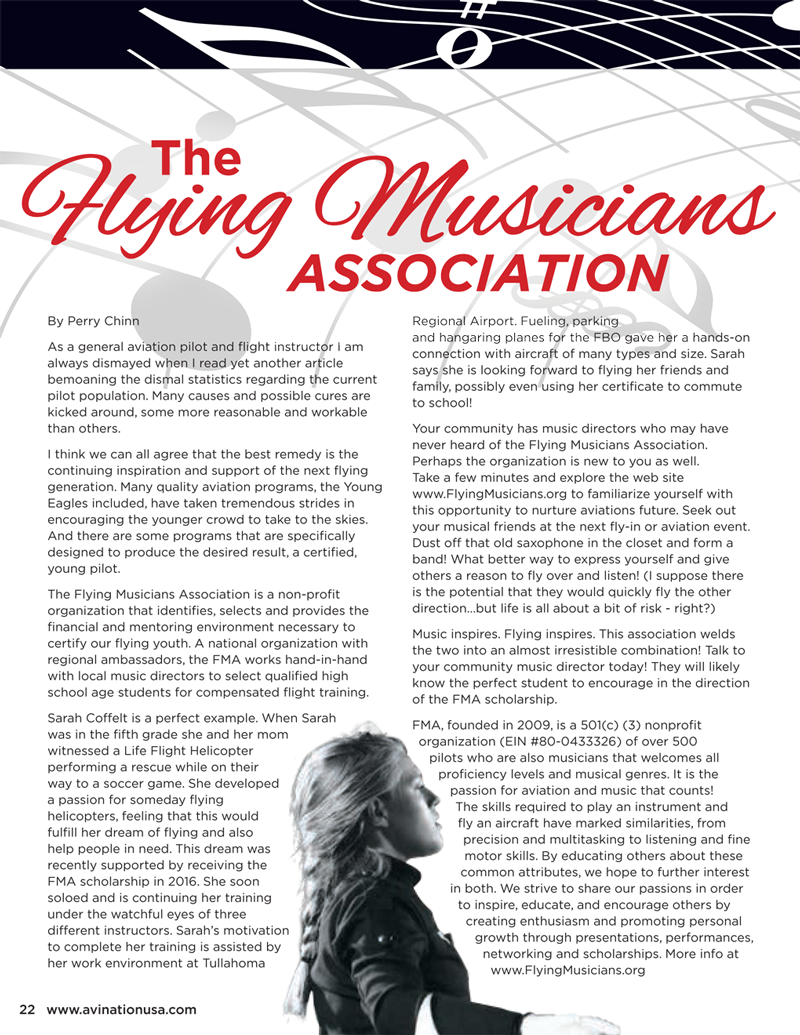 The
Flying Musicians
ASSOCIATION
By Perry Chinn
As a general aviation pilot and flight instructor I am
always dismayed when I read yet another article
bemoaning the dismal statistics regarding the current
pilot population. Many causes and possible cures are
kicked around, some more reasonable and workable
than others.
I think we can all agree that the best remedy is the
continuing inspiration and support of the next flying
generation. Many quality aviation programs, the Young
Eagles included, have taken tremendous strides in
encouraging the younger crowd to take to the skies.
And there are some programs that are specifically
designed to produce the desired result, a certified,
young pilot.
The Flying Musicians Association is a non-profit
organization that identifies, selects and provides the
financial and mentoring environment necessary to
certify our flying youth. A national organization with
regional ambassadors, the FMA works hand-in-hand
with local music directors to select qualified high
school age students for compensated flight training.
Sarah Coffelt is a perfect example. When Sarah
was in the fifth grade she and her mom
witnessed a Life Flight Helicopter
performing a rescue while on their
way to a soccer game. She developed
a passion for someday flying
helicopters, feeling that this would
fulfill her dream of flying and also
help people in need. This dream was
recently supported by receiving the
FMA scholarship in 2016. She soon
soloed and is continuing her training
under the watchful eyes of three
different instructors. Sarah's motivation
to complete her training is assisted by
her work environment at Tullahoma
Regional Airport. Fueling, parking
and hangaring planes for the FBO gave her a hands-on
connection with aircraft of many types and size. Sarah
says she is looking forward to flying her friends and
family, possibly even using her certificate to commute
to school!
Your community has music directors who may have
never heard of the Flying Musicians Association.
Perhaps the organization is new to you as well.
Take a few minutes and explore the web site
www.FlyingMusicians.org to familiarize yourself with
this opportunity to nurture aviations future. Seek out
your musical friends at the next fly-in or aviation event.
Dust off that old saxophone in the closet and form a
band! What better way to express yourself and give
others a reason to fly over and listen! (I suppose there
is the potential that they would quickly fly the other
direction...but life is all about a bit of risk - right?)
Music inspires. Flying inspires. This association welds
the two into an almost irresistible combination! Talk to
your community music director today! They will likely
know the perfect student to encourage in the direction
of the FMA scholarship.
FMA, founded in 2009, is a 501(c) (3) nonprofit
organization (EIN #80-0433326) of over 500
pilots who are also musicians that welcomes all
proficiency levels and musical genres. It is the
passion for aviation and music that counts!
The skills required to play an instrument and
fly an aircraft have marked similarities, from
precision and multitasking to listening and fine
motor skills. By educating others about these
common attributes, we hope to further interest
in both. We strive to share our passions in order
to inspire, educate, and encourage others by
creating enthusiasm and promoting personal
growth through presentations, performances,
networking and scholarships. More info at
www.FlyingMusicians.org
22 www.avinationusa.com